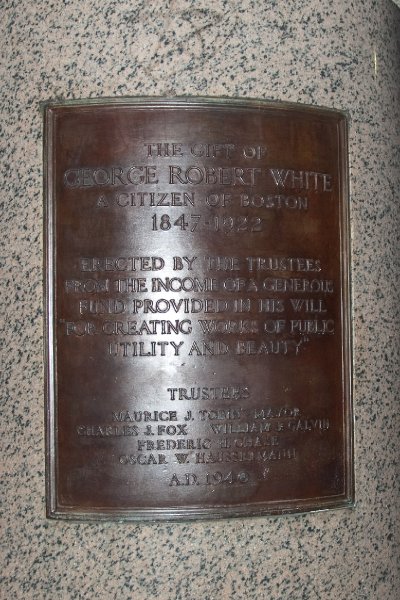 THE GIFT OF
GEORGE ROBERT WHITE
A CITIZEN OF BOSTON
1847-1922
ERECTED BY THE TRUSTEES
FROM THE INCOME OF A GENEROUS
FUND PROVIDED IN HIS WILL
"FOR CREATING WORKS OF PUBLIC
UTILITY AND BEAUTY"
TRUSTEES
MAURICE J. TOBIN MAYOR
CHARLES J. FOX WILLIAM J. GALVIN
FREDERIC H. CHASE
OSCAR W. HAUSSERMANN
A.D. 1940